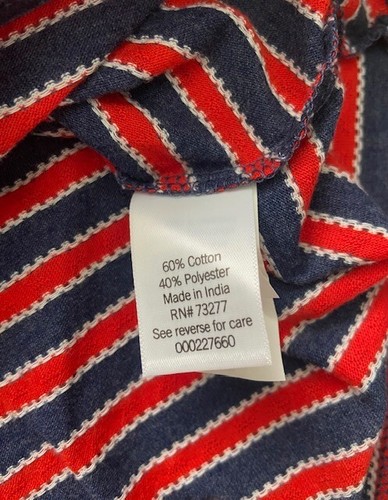 60% Cotton
40% Polyester
Made in India
RN# 73277
See reverse for care
000227660